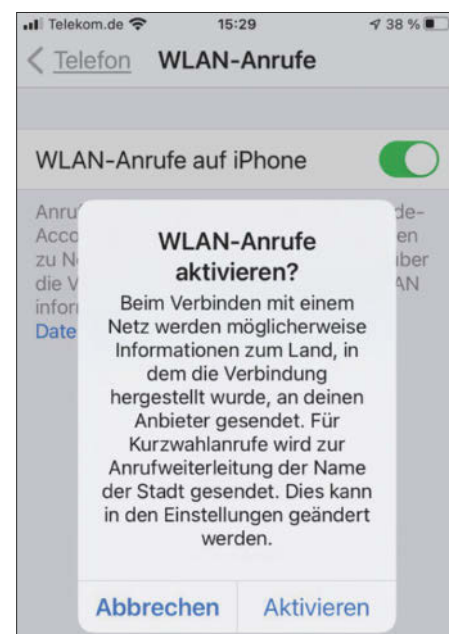 Telekom.de 15:29 38 %
Telefon WLAN-Anrufe
WLAN-Anrufe auf iPhone
WLAN-Anrufe
aktivieren?
Beim Verbinden mit einem
Netz werden möglicherweise
Informationen zum Land, in
dem die Verbindung
hergestellt wurde, an deinen
Anbieter gesendet. Für
Kurzwahlanrufe wird zur
Anrufweiterleitung der Name
der Stadt gesendet. Dies kann
in den Einstellungen geändert
werden.
Abbrechen Aktivieren